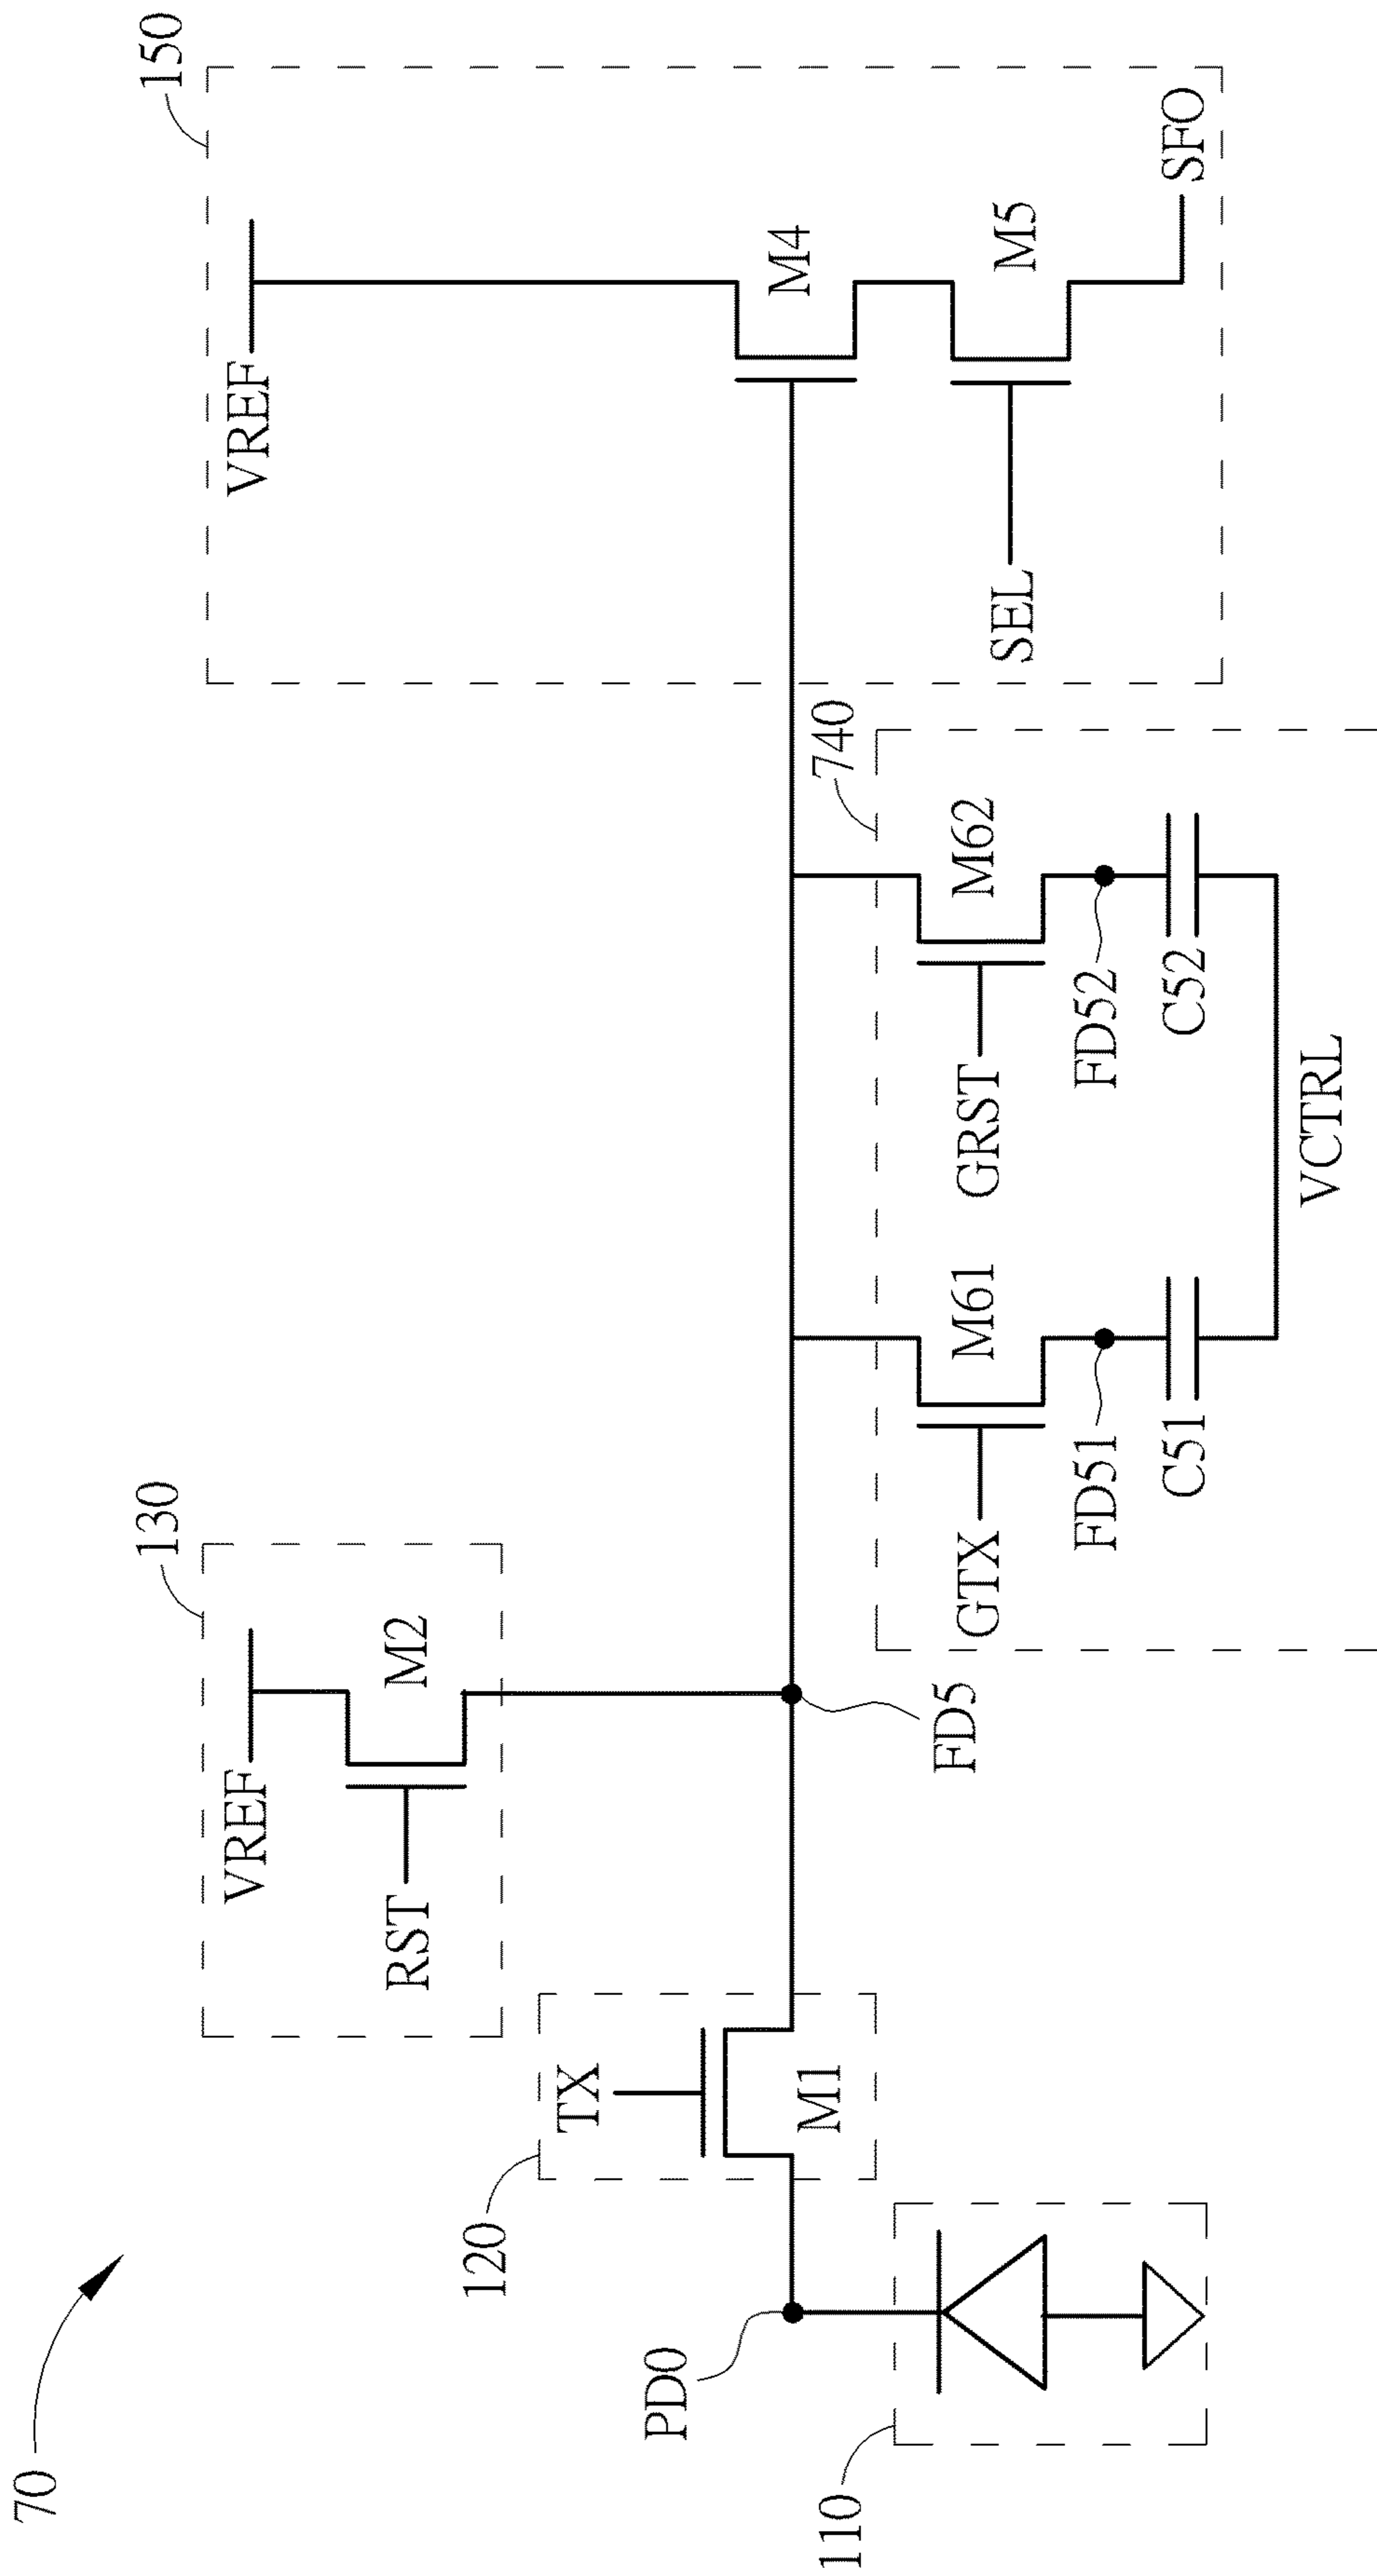 70
150
VREF
M4
M5
SFO
SEL
130
VREF
M2
RST
740
M62
GRST
FD52
C52
M61
GTX
FD51
C51
VCTRL
FD5
120
TX
M1
PD0
110